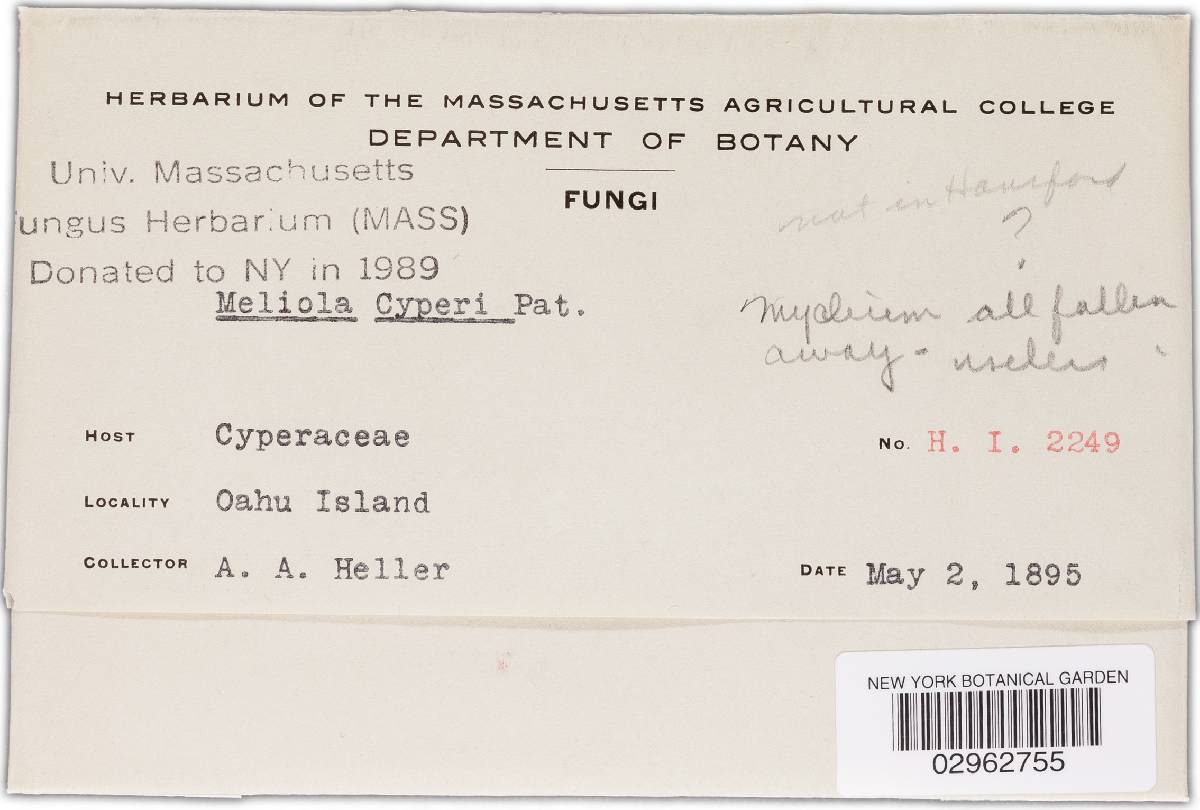 HERBARIUM OF THE MASSACHUSETTS AGRICULTURAL COLLEGE
DEPARTMENT OF BOTANY
Univ. Massachusetts
ungus Herbarium (MASS)
Donated to NY in 1989
FUNGI
not in Hansford
?
Meliola Cyperi Pat.
Mycelium all fallen
away - useless
HOST Cyperaceae
No. H. I. 2249
LOCALITY Oahu Island
COLLECTOR A. A. Heller
DATE May 2, 1895
NEW YORK BOTANICAL GARDEN
02962755